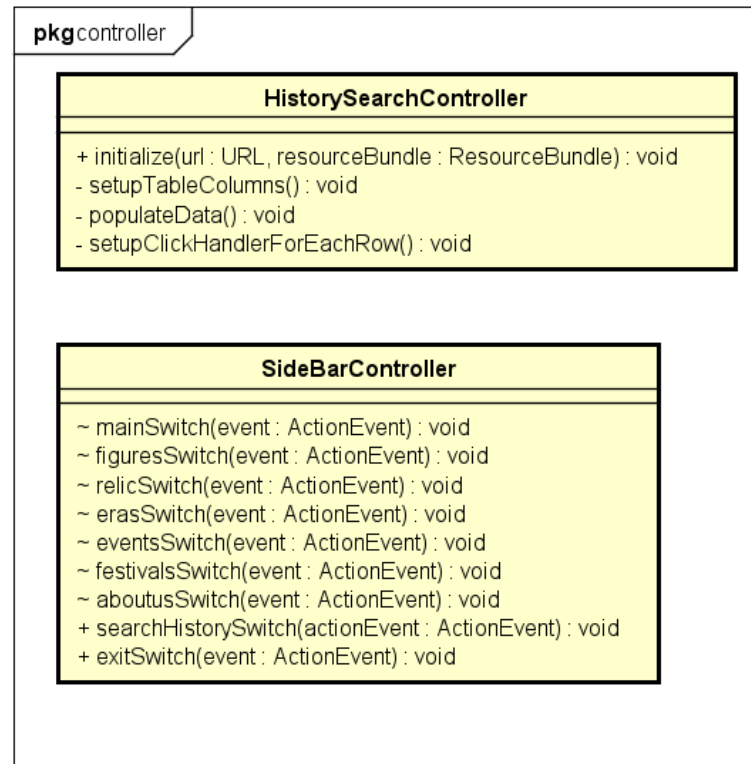 pkg controller
HistorySearchController
+ initialize(url : URL, resourceBundle : ResourceBundle) : void
- setupTableColumns() : void
- populateData() : void
- setupClickHandlerForEachRow() : void
SideBarController
~ mainSwitch(event : ActionEvent) : void
~ figuresSwitch(event : ActionEvent) : void
~ relicSwitch(event : ActionEvent) : void
~ erasSwitch(event : ActionEvent) : void
~ eventsSwitch(event : ActionEvent) : void
~ festivalsSwitch(event : ActionEvent) : void
~ aboutusSwitch(event : ActionEvent) : void
+ searchHistorySwitch(actionEvent : ActionEvent) : void
+ exitSwitch(event : ActionEvent) : void